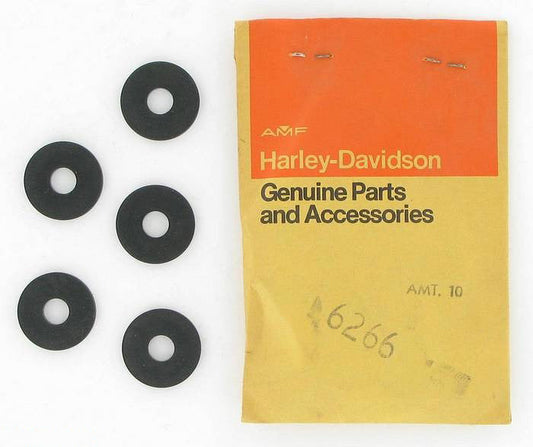 AMF
Harley-Davidson
Genuine Parts
and Accessories
AMT. 10
6266